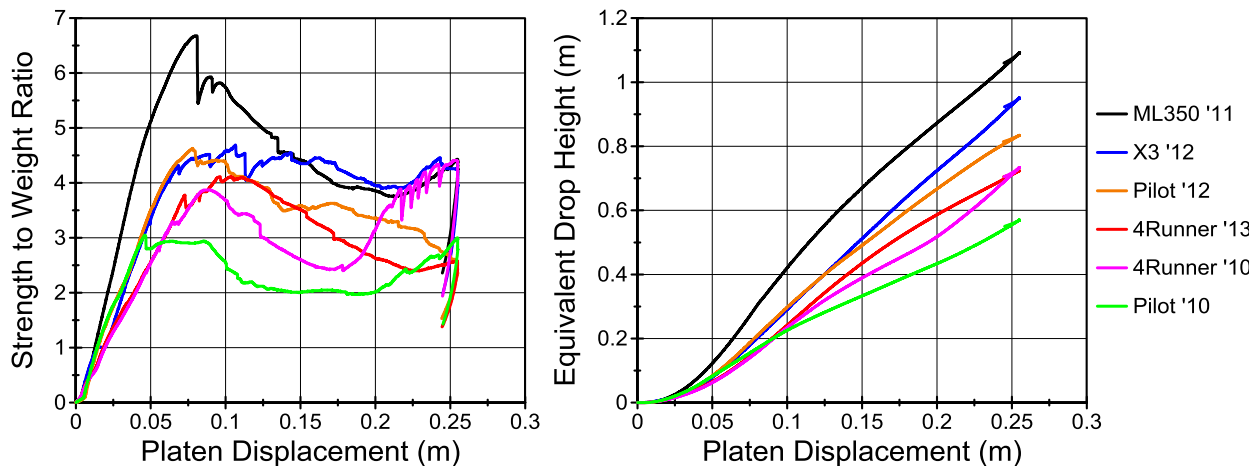 Strength to Weight Ratio
7
6
5
4
3
2
1
0
0 0.05 0.1 0.15 0.2 0.25 0.3
Platen Displacement (m)
Equivalent Drop Height (m)
1.2
1
0.8
0.6
0.4
0.2
0
0 0.05 0.1 0.15 0.2 0.25 0.3
Platen Displacement (m)
ML350 '11
X3 '12
Pilot '12
4Runner '13
4Runner '10
Pilot '10